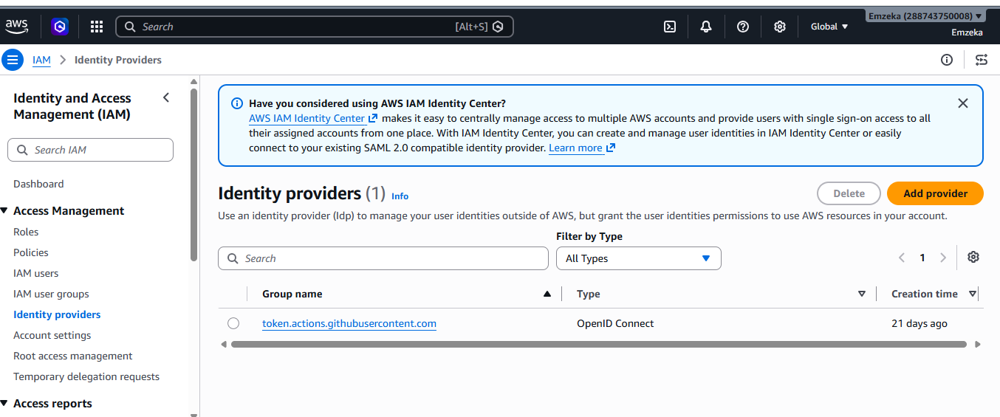 aws
Search [Alt+S]
Global
Emzeka (288743750008)
Emzeka
IAM
Identity Providers
Identity and Access
Management (IAM)
Search IAM
Dashboard
Access Management
Roles
Policies
IAM users
IAM user groups
Identity providers
Account settings
Root access management
Temporary delegation requests
Access reports
Have you considered using AWS IAM Identity Center?
AWS IAM Identity Center makes it easy to centrally manage access to multiple AWS accounts and provide users with single sign-on access to all
their assigned accounts from one place. With IAM Identity Center, you can create and manage user identities in IAM Identity Center or easily
connect to your existing SAML 2.0 compatible identity provider. Learn more
Identity providers (1) Info
Delete
Add provider
Use an identity provider (Idp) to manage your user identities outside of AWS, but grant the user identities permissions to use AWS resources in your account.
Filter by Type
Search
All Types
1
Group name Type Creation time
token.actions.githubusercontent.com OpenID Connect 21 days ago